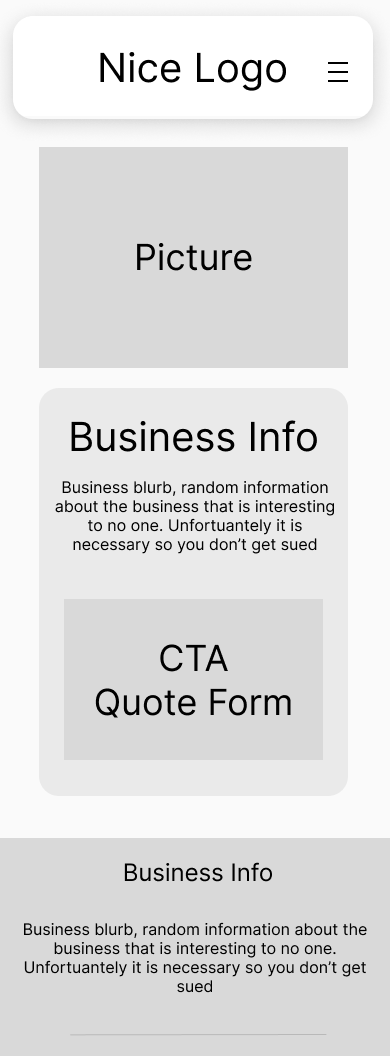 Nice Logo
Picture
Business Info
Business blurb, random information
about the business that is interesting
to no one. Unfortuantely it is
necessary so you don’t get sued
CTA
Quote Form
Business Info
Business blurb, random information about the
business that is interesting to no one.
Unfortuantely it is necessary so you don’t get
sued